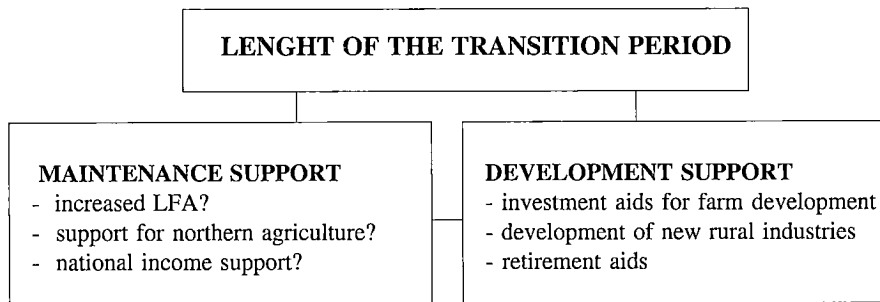 LENGHT OF THE TRANSITION PERIOD
MAINTENANCE SUPPORT
- increased LFA?
- support for northern agriculture?
- national income support?
DEVELOPMENT SUPPORT
- investment aids for farm development
- development of new rural industries
- retirement aids